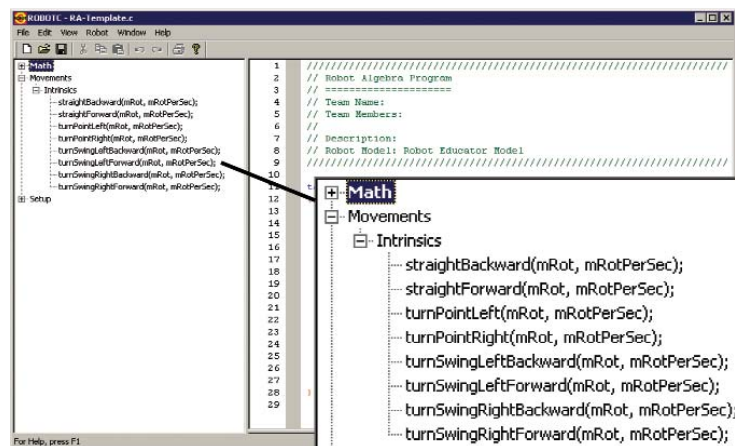 ROBOTC - RA-Template.c
File Edit View Robot Window Help
Math
Movements
Intrinsics
straightBackward(mRot, mRotPerSec);
straightForward(mRot, mRotPerSec);
turnPointLeft(mRot, mRotPerSec);
turnPointRight(mRot, mRotPerSec);
turnSwingLeftBackward(mRot, mRotPerSec);
turnSwingLeftForward(mRot, mRotPerSec);
turnSwingRightBackward(mRot, mRotPerSec);
turnSwingRightForward(mRot, mRotPerSec);
Setup
1 ////////////////////////////////////////////////////////////////
2 // Robot Algebra Program
3 // =====================
4 // Team Name:
5 // Team Members:
6 //
7 // Description:
8 // Robot Model: Robot Educator Model
9 ////////////////////////////////////////////////////////////////
10
11 t
12
13
14
15
16
17
18
19
20
21
22
23
24
25
26
27
28 }
29
Math
Movements
Intrinsics
straightBackward(mRot, mRotPerSec);
straightForward(mRot, mRotPerSec);
turnPointLeft(mRot, mRotPerSec);
turnPointRight(mRot, mRotPerSec);
turnSwingLeftBackward(mRot, mRotPerSec);
turnSwingLeftForward(mRot, mRotPerSec);
turnSwingRightBackward(mRot, mRotPerSec);
turnSwingRightForward(mRot, mRotPerSec);
For Help, press F1